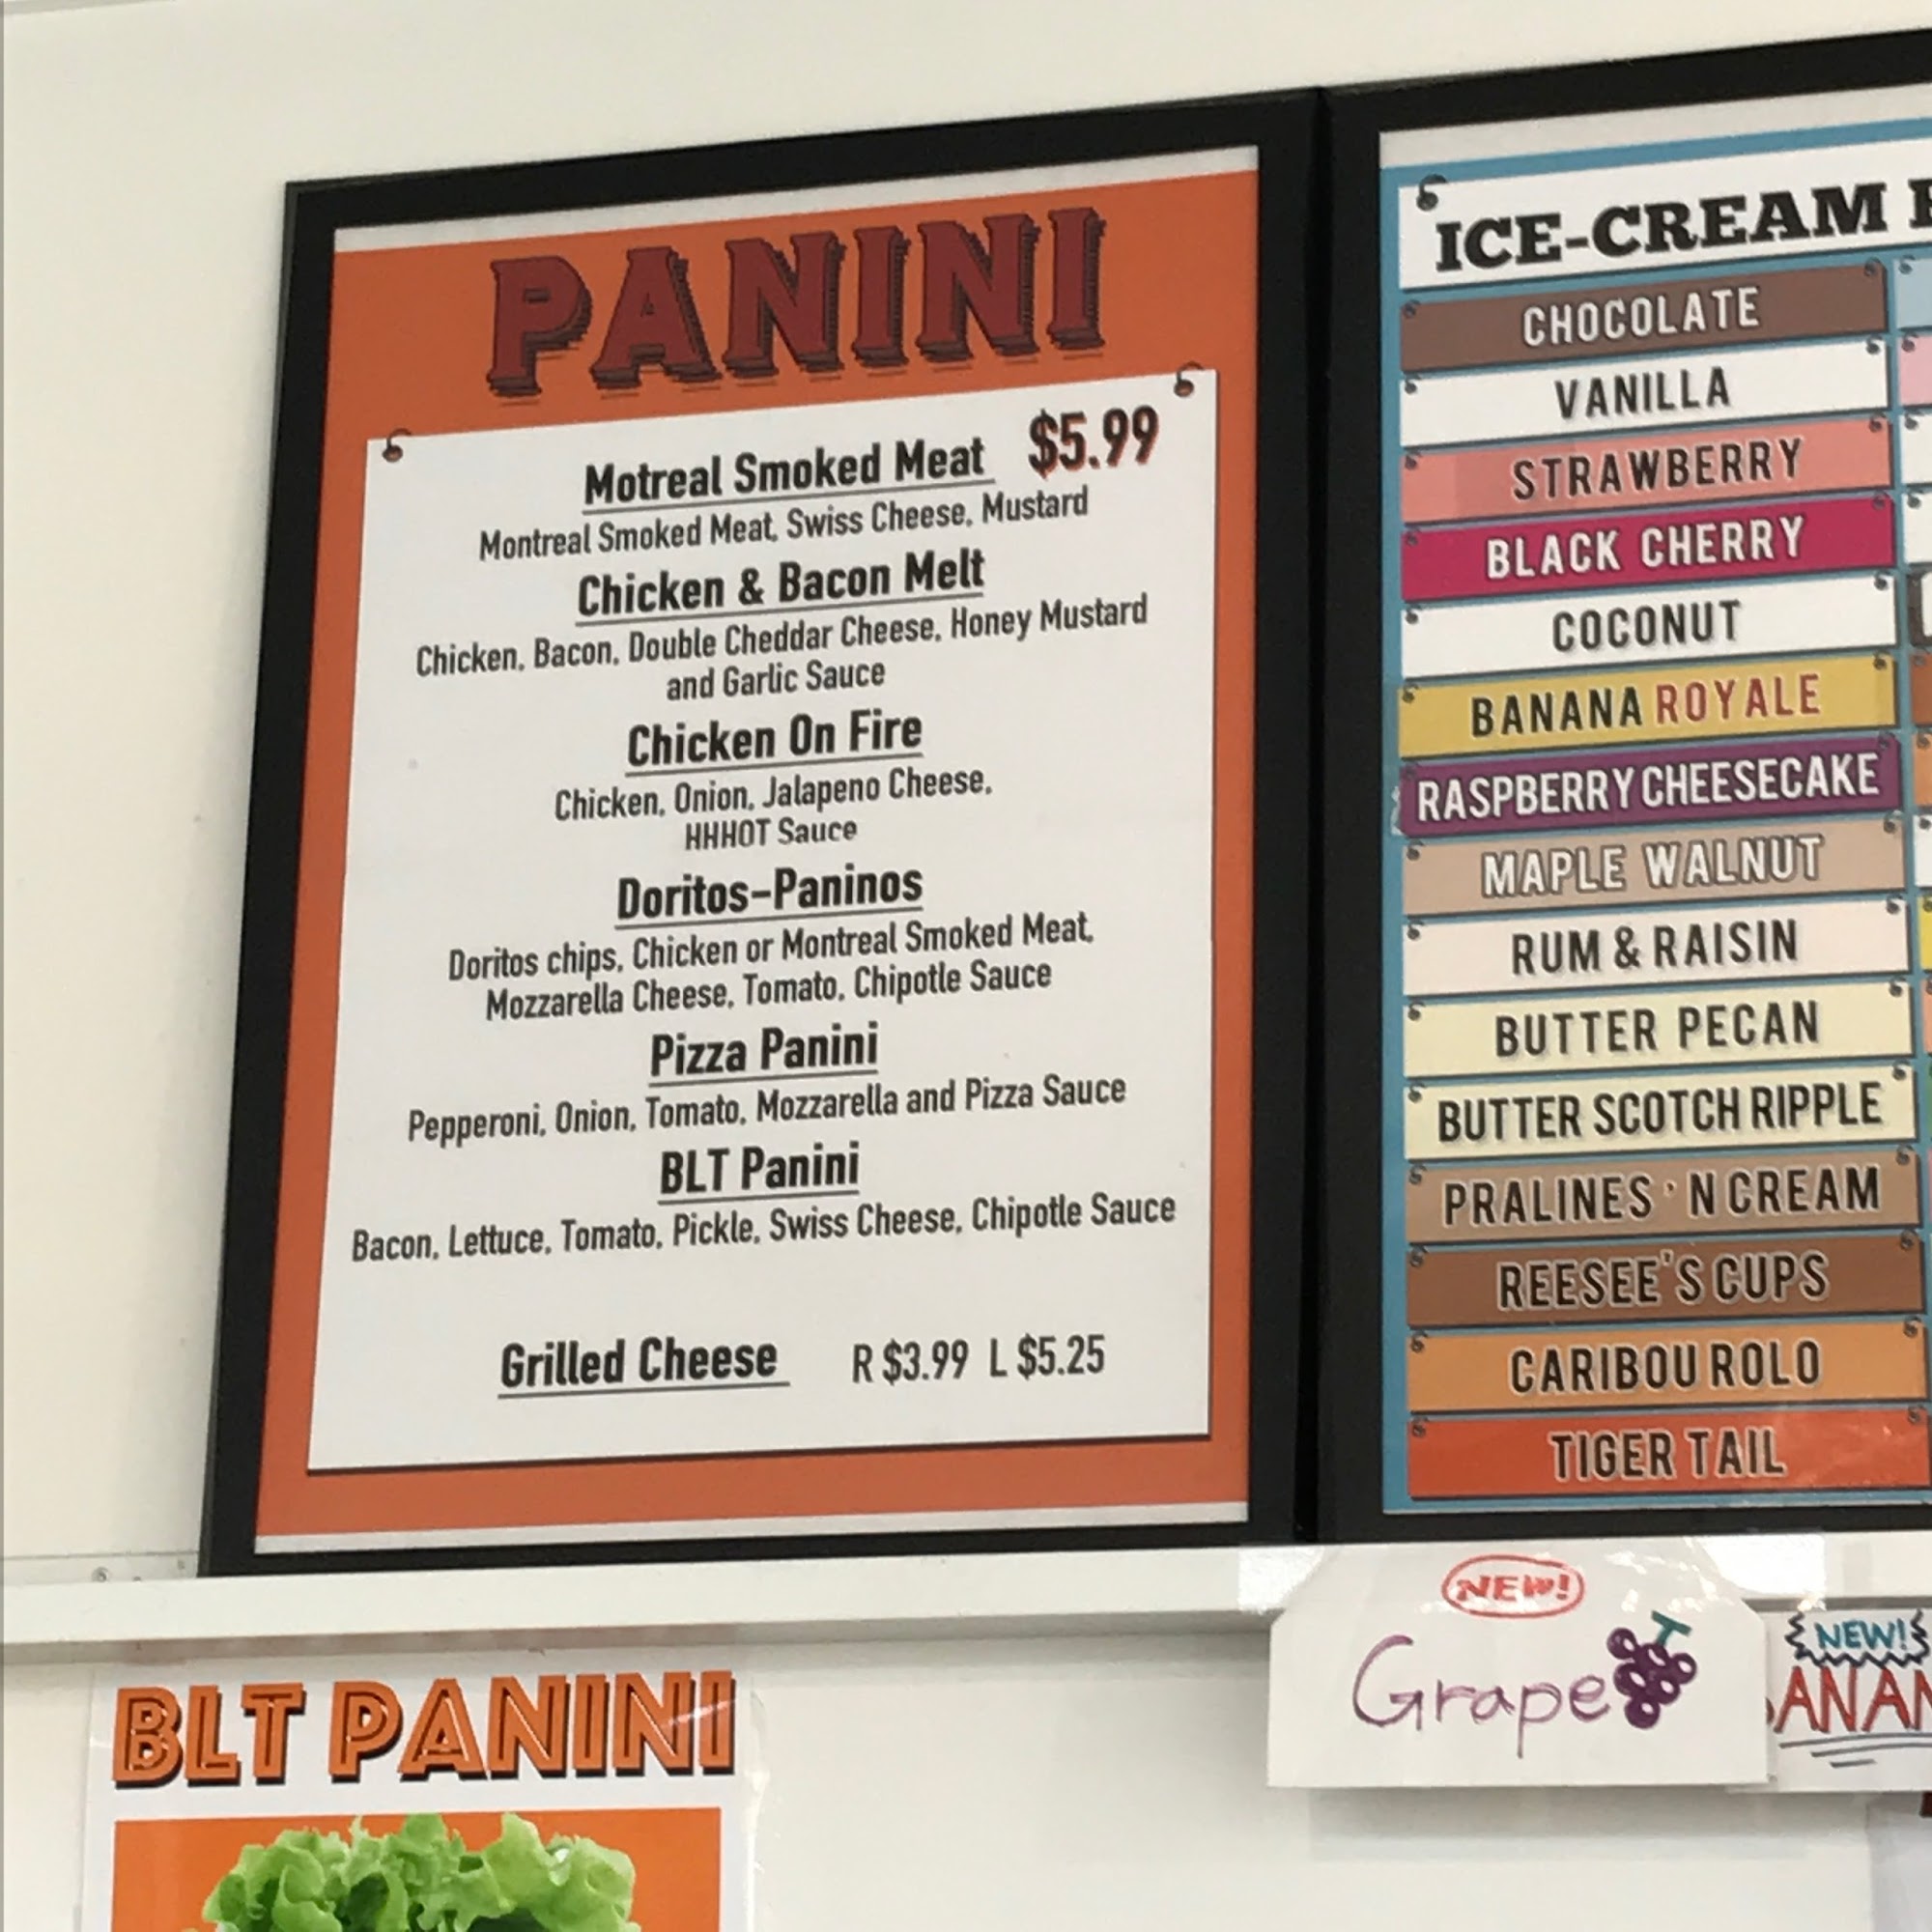 PANINI
Motreal Smoked Meat $5.99
Montreal Smoked Meat, Swiss Cheese, Mustard
Chicken & Bacon Melt
Chicken, Bacon, Double Cheddar Cheese, Honey Mustard
and Garlic Sauce
Chicken On Fire
Chicken, Onion, Jalapeno Cheese,
HHHOT Sauce
Doritos-Paninos
Doritos chips, Chicken or Montreal Smoked Meat,
Mozzarella Cheese, Tomato, Chipotle Sauce
Pizza Panini
Pepperoni, Onion, Tomato, Mozzarella and Pizza Sauce
BLT Panini
Bacon, Lettuce, Tomato, Pickle, Swiss Cheese, Chipotle Sauce
Grilled Cheese R $3.99 L $5.25
ICE-CREAM
CHOCOLATE
VANILLA
STRAWBERRY
BLACK CHERRY
COCONUT
BANANA ROYALE
RASPBERRY CHEESECAKE
MAPLE WALNUT
RUM & RAISIN
BUTTER PECAN
BUTTER SCOTCH RIPPLE
PRALINES 'N CREAM
REESEE'S CUPS
CARIBOU ROLO
TIGER TAIL
NEW!
Grape
NEW!
BLT PANINI